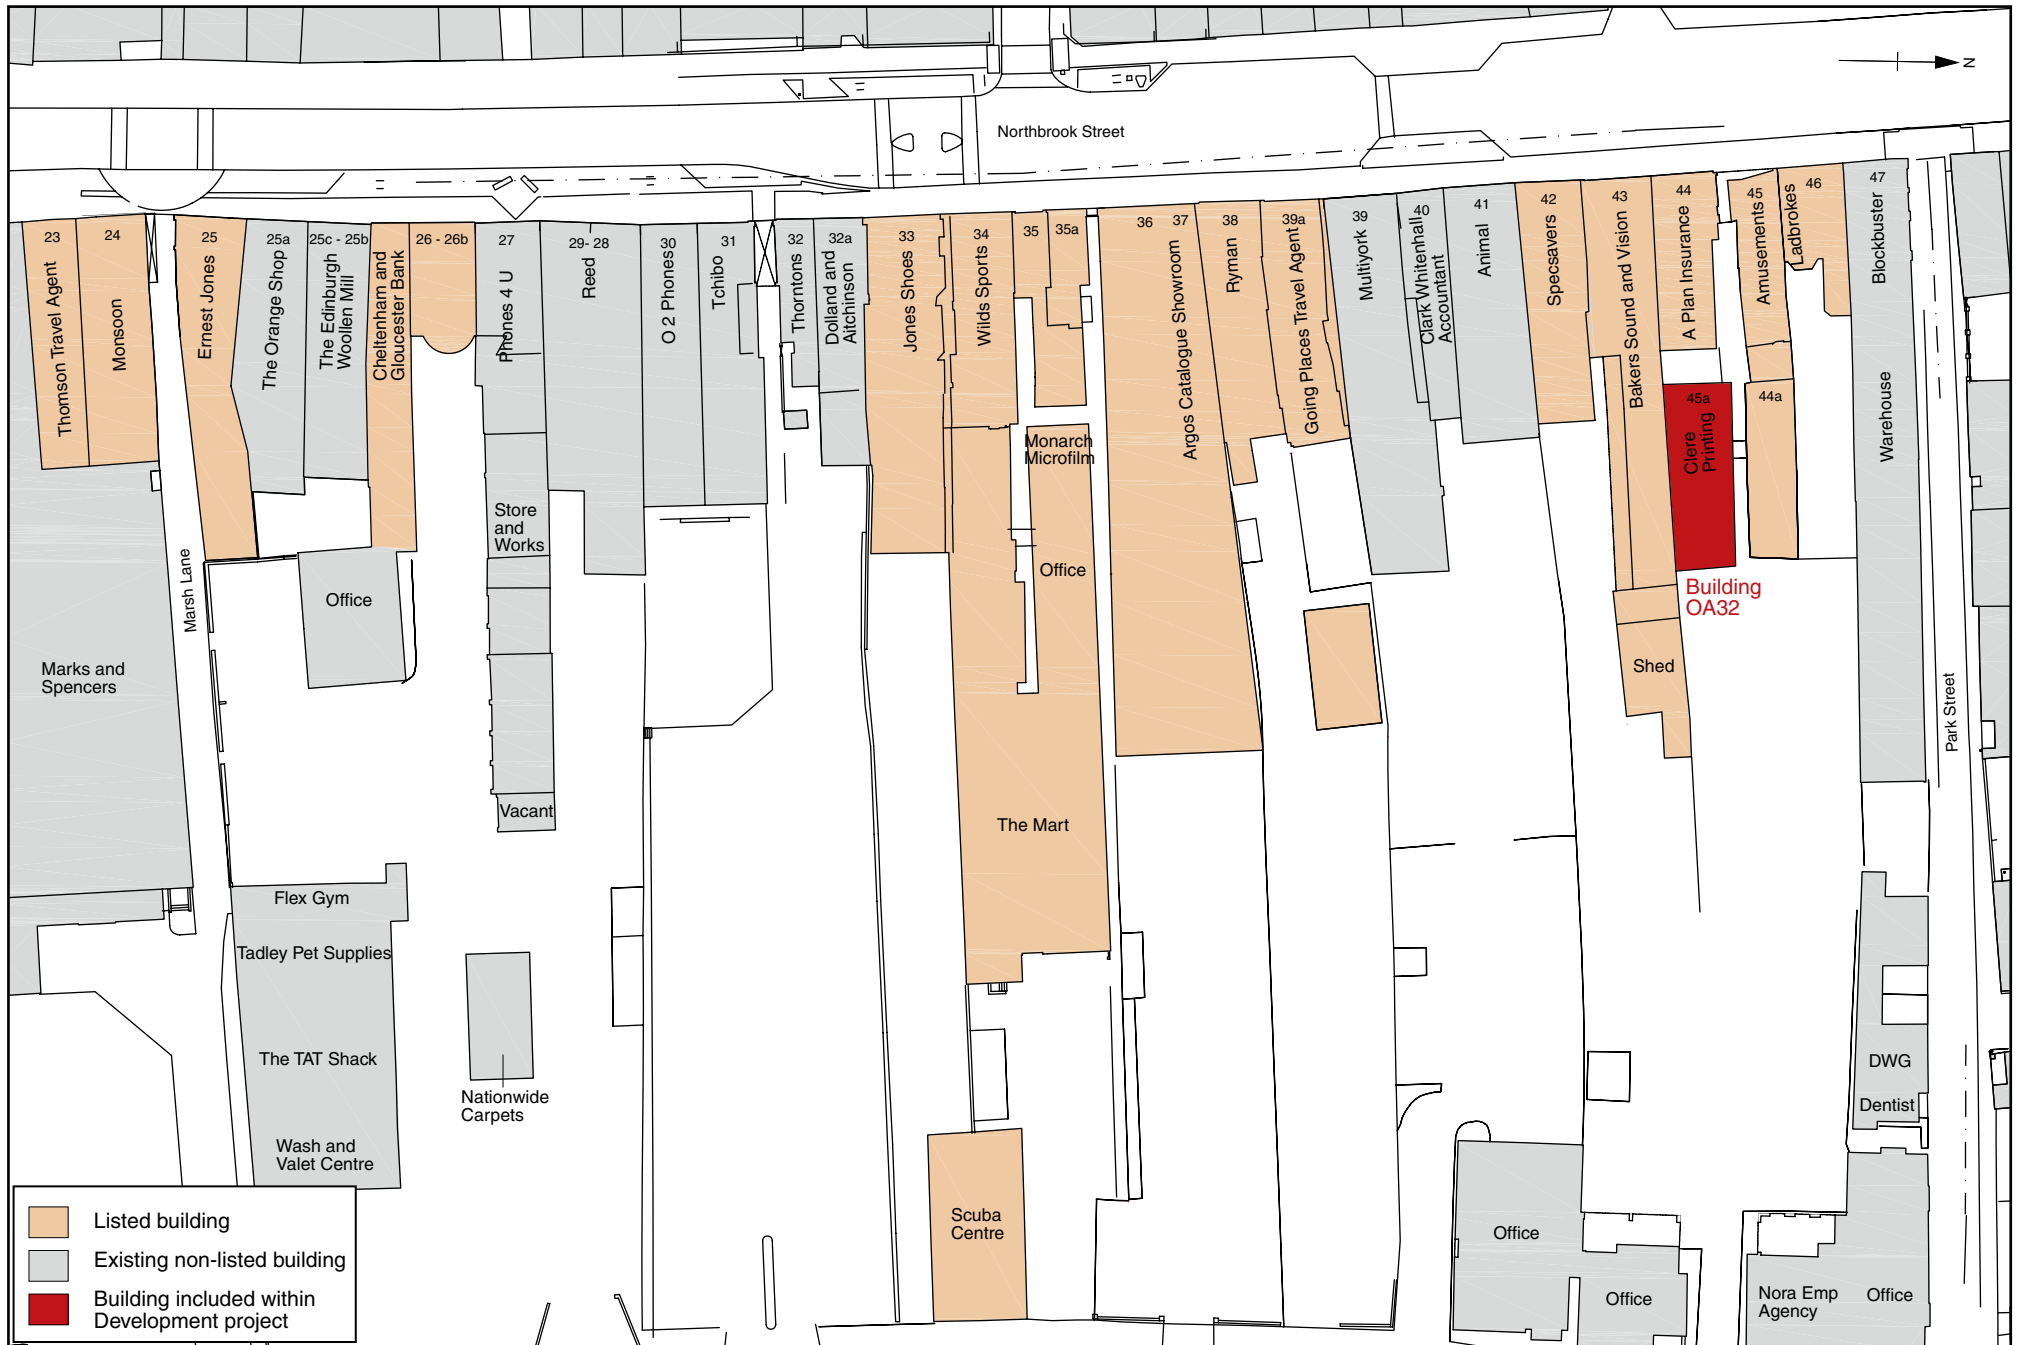 N
Northbrook Street
23
Thomson Travel Agent
24
Monsoon
25
Ernest Jones
25a
The Orange Shop
25c - 25b
The Edinburgh
Woollen Mill
Cheltenham and
Gloucester Bank
26 - 26b
27
Phones 4 U
29- 28
Reed
30
O 2 Phones
31
Tchibo
32
Thorntons
32a
Dolland and
Aitchinson
33
Jones Shoes
34
Wilds Sports
35
35a
36
37
Argos Catalogue Showroom
38
Ryman
39a
Going Places Travel Agent
39
Multiyork
40
Clark Whitenhall
Accountant
41
Animal
42
Specsavers
43
Bakers Sound and Vision
44
A Plan Insurance
45
Amusements
46
Ladbrokes
47
Blockbuster
Warehouse
45a
Clere
Printing
44a
Building
OA32
Monarch
Microfilm
Office
Store
and
Works
Office
Marsh Lane
Marks and
Spencers
Shed
Park Street
Vacant
The Mart
Flex Gym
Tadley Pet Supplies
The TAT Shack
Wash and
Valet Centre
Nationwide
Carpets
Scuba
Centre
DWG
Dentist
Office
Office
Nora Emp
Agency
Office
Listed building
Existing non-listed building
Building included within
Development project